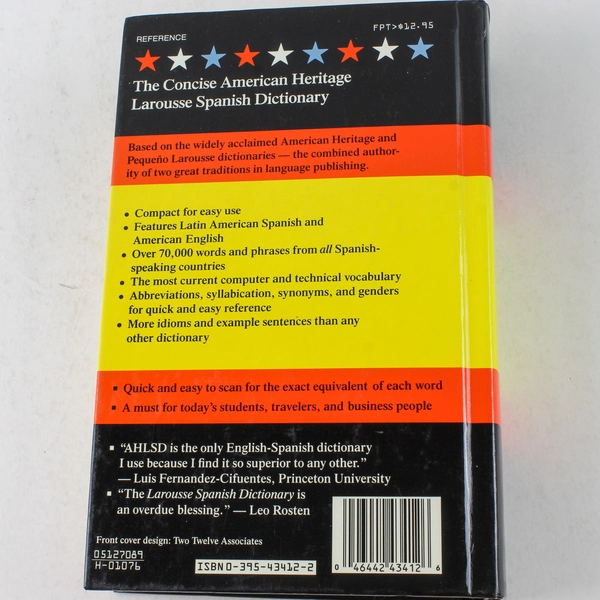 REFERENCE
FPT>$12.95
The Concise American Heritage
Larousse Spanish Dictionary
Based on the widely acclaimed American Heritage and
Pequeño Larousse dictionaries — the combined author-
ity of two great traditions in language publishing.
• Compact for easy use
• Features Latin American Spanish and
American English
• Over 70,000 words and phrases from all Spanish-
speaking countries
• The most current computer and technical vocabulary
• Abbreviations, syllabication, synonyms, and genders
for quick and easy reference
• More idioms and example sentences than any
other dictionary
▪ Quick and easy to scan for the exact equivalent of each word
▪ A must for today's students, travelers, and business people
▪ “AHLSD is the only English-Spanish dictionary
I use because I find it so superior to any other.”
— Luis Fernandez-Cifuentes, Princeton University
▪ “The Larousse Spanish Dictionary is
an overdue blessing.” — Leo Rosten
Front cover design: Two Twelve Associates
05127089
H-01076
ISBN 0-395-43412-2
0 46442 43412 6